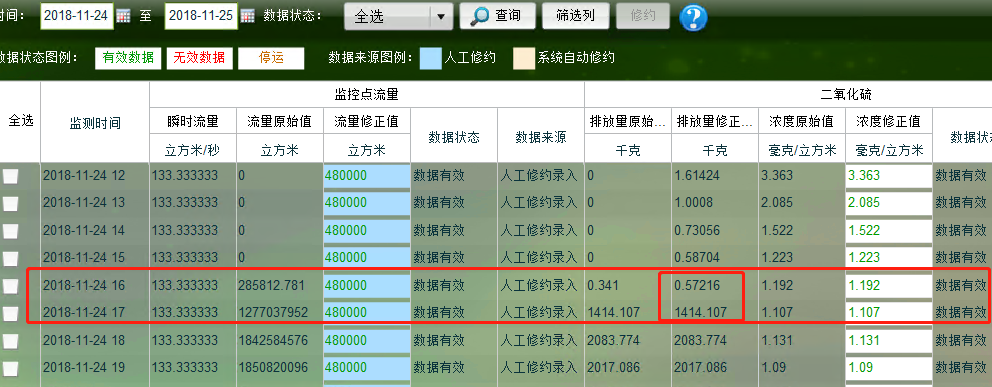 时间： 2018-11-24 至 2018-11-25 数据状态： 全选 查询 筛选列 修约
数据状态图例： 有效数据 无效数据 停运 数据来源图例： 人工修约 系统自动修约
监控点流量 二氧化硫
全选 监测时间 瞬时流量 流量原始值 流量修正值 数据状态 数据来源 排放量原始... 排放量修正... 浓度原始值 浓度修正值 数据状
立方米/秒 立方米 立方米 千克 千克 毫克/立方米 毫克/立方米
2018-11-24 12 133.333333 0 480000 数据有效 人工修约录入 0 1.61424 3.363 3.363 数据有效
2018-11-24 13 133.333333 0 480000 数据有效 人工修约录入 0 1.0008 2.085 2.085 数据有效
2018-11-24 14 133.333333 0 480000 数据有效 人工修约录入 0 0.73056 1.522 1.522 数据有效
2018-11-24 15 133.333333 0 480000 数据有效 人工修约录入 0 0.58704 1.223 1.223 数据有效
2018-11-24 16 133.333333 285812.781 480000 数据有效 人工修约录入 0.341 0.57216 1.192 1.192 数据有效
2018-11-24 17 133.333333 1277037952 480000 数据有效 人工修约录入 1414.107 1414.107 1.107 1.107 数据有效
2018-11-24 18 133.333333 1842584576 480000 数据有效 人工修约录入 2083.774 2083.774 1.131 1.131 数据有效
2018-11-24 19 133.333333 1850820096 480000 数据有效 人工修约录入 2017.086 2017.086 1.09 1.09 数据有效